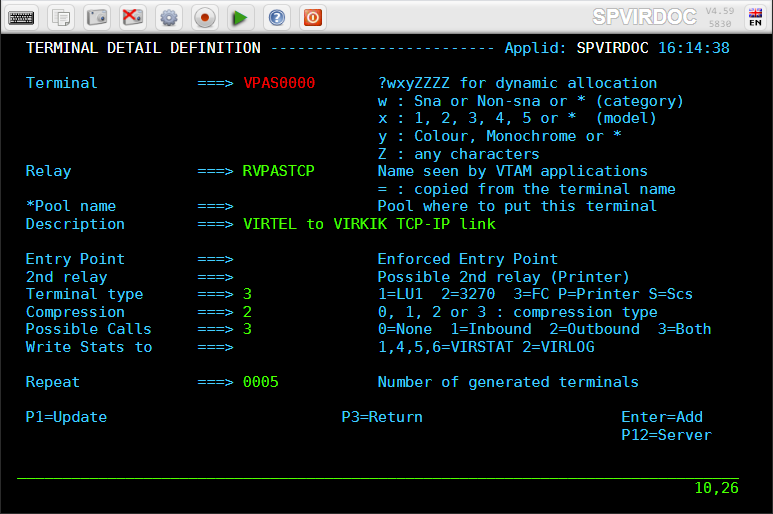 SPVIRDOC V4.59 5830 EN
TERMINAL DETAIL DEFINITION ------------------------- Applid: SPVIRDOC 16:14:38
Terminal ===> VPAS0000 ?wxyZZZZ for dynamic allocation
w : Sna or Non-sna or * (category)
x : 1, 2, 3, 4, 5 or * (model)
y : Colour, Monochrome or *
Z : any characters
Relay ===> RVPASTCP Name seen by VTAM applications
= : copied from the terminal name
*Pool name ===> Pool where to put this terminal
Description ===> VIRTEL to VIRKIK TCP-IP link
Entry Point ===> Enforced Entry Point
2nd relay ===> Possible 2nd relay (Printer)
Terminal type ===> 3 1=LU1 2=3270 3=FC P=Printer S=Scs
Compression ===> 2 0, 1, 2 or 3 : compression type
Possible Calls ===> 3 0=None 1=Inbound 2=Outbound 3=Both
Write Stats to ===> 1,4,5,6=VIRSTAT 2=VIRLOG
Repeat ===> 0005 Number of generated terminals
P1=Update P3=Return Enter=Add
P12=Server
10,26